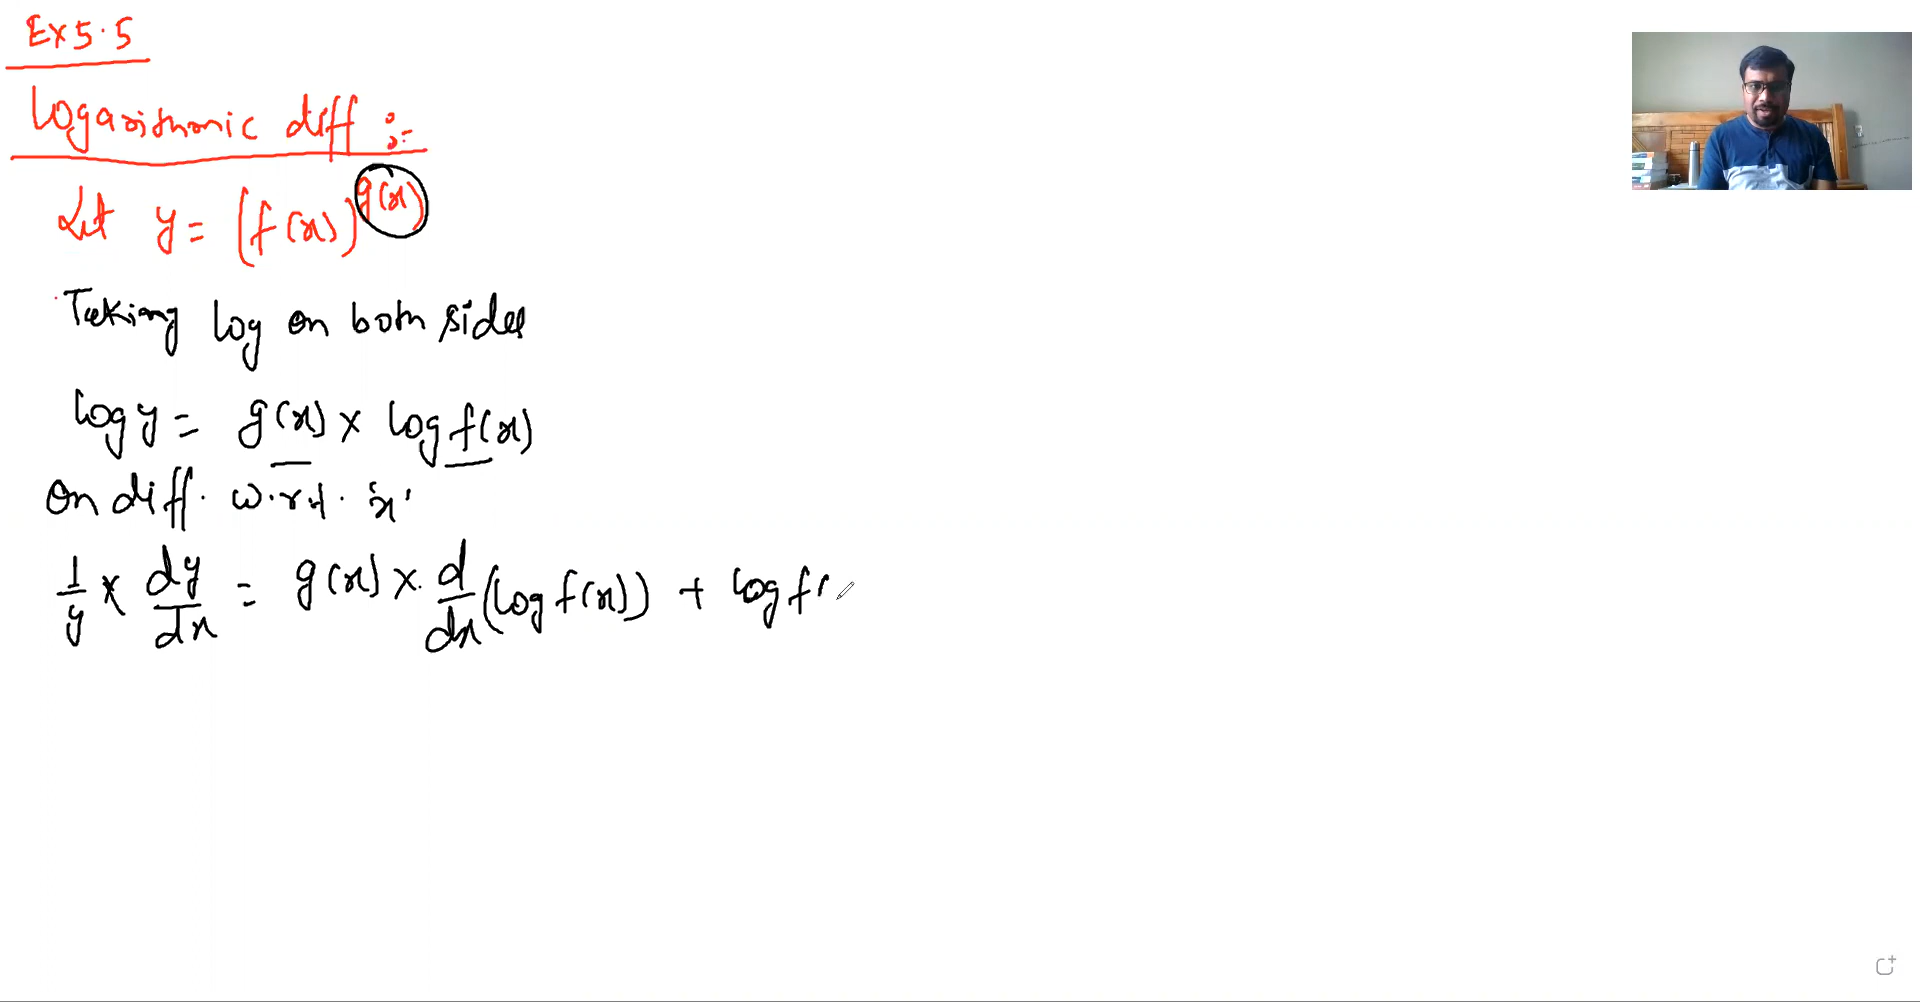 Ex 5.5
Logarithmic diff :-
Let y = (f(x))^g(x)
Taking log on both sides
log y = g(x) × log f(x)
On diff. w.r.t. 'x'
1/y × dy/dx = g(x) × d/dx (log f(x)) + log f(